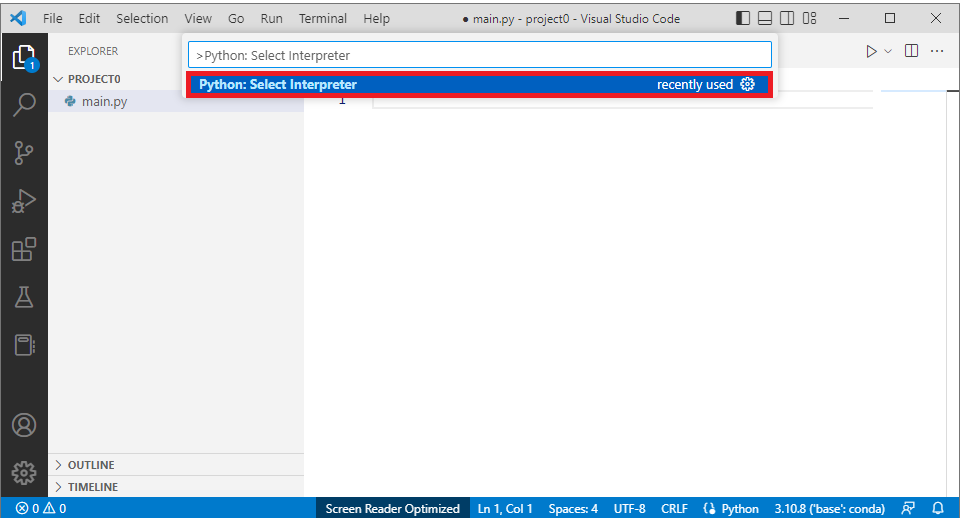 File Edit Selection View Go Run Terminal Help ● main.py - project0 - Visual Studio Code
EXPLORER
>Python: Select Interpreter
Python: Select Interpreter recently used
1
PROJECT0
main.py
1
OUTLINE
TIMELINE
0 0 Screen Reader Optimized Ln 1, Col 1 Spaces: 4 UTF-8 CRLF Python 3.10.8 ('base': conda)